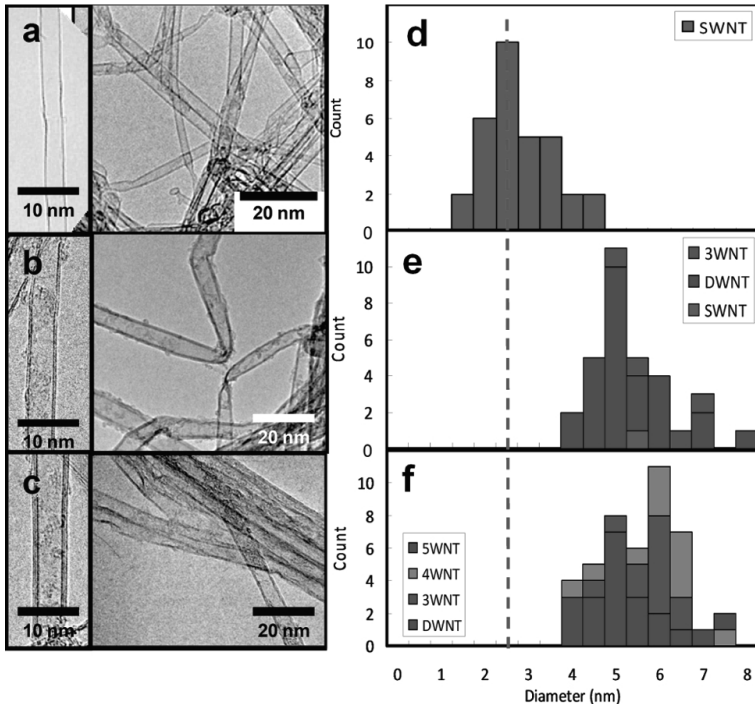 a
10 nm
20 nm
b
10 nm
20 nm
c
10 nm
20 nm
d
SWNT
Count
10
8
6
4
2
0
e
3WNT
DWNT
SWNT
Count
10
8
6
4
2
0
f
5WNT
4WNT
3WNT
DWNT
Count
10
8
6
4
2
0
0 1 2 3 4 5 6 7 8
Diameter (nm)